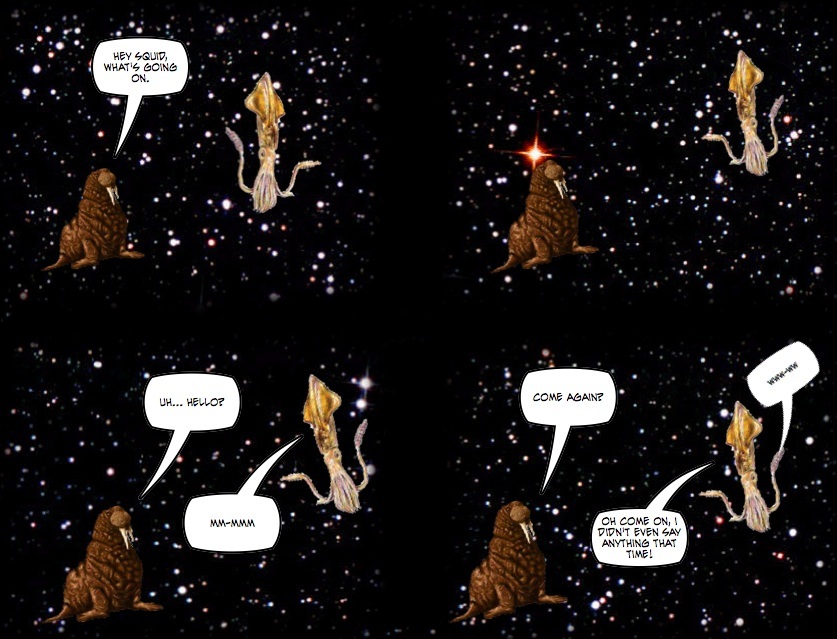 HEY SQUID,
WHAT'S GOING
ON.
UH... HELLO?
MM-MMM
COME AGAIN?
WWW-WW
OH COME ON, I
DIDN'T EVEN SAY
ANYTHING THAT
TIME!